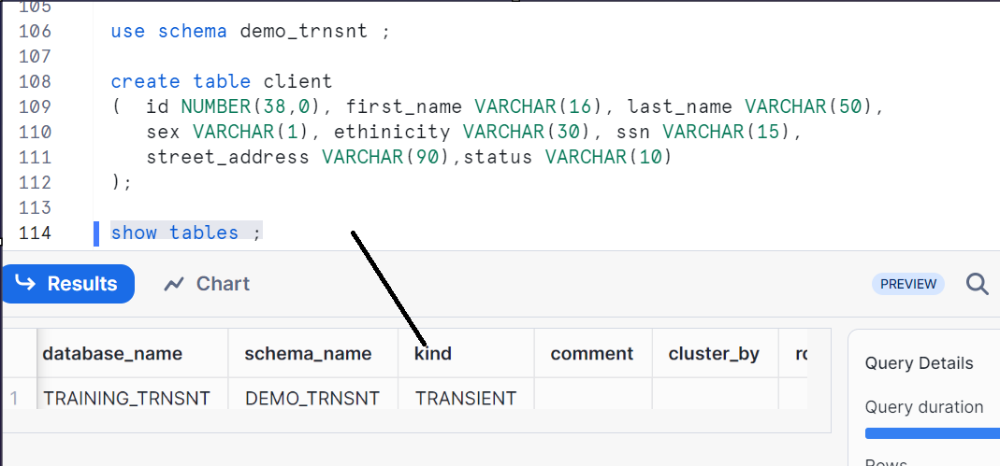 105
106 use schema demo_trnsnt ;
107
108 create table client
109 ( id NUMBER(38,0), first_name VARCHAR(16), last_name VARCHAR(50),
110 sex VARCHAR(1), ethinicity VARCHAR(30), ssn VARCHAR(15),
111 street_address VARCHAR(90),status VARCHAR(10)
112 );
113
114 show tables ;
Results Chart PREVIEW
database_name schema_name kind comment cluster_by
1 TRAINING_TRNSNT DEMO_TRNSNT TRANSIENT
Query Details
Query duration
Rows